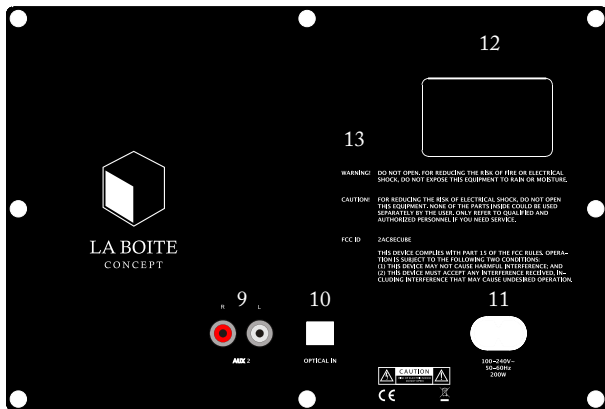 12
13
WARNING! DO NOT OPEN. FOR REDUCING THE RISK OF FIRE OR ELECTRICAL
SHOCK, DO NOT EXPOSE THIS EQUIPMENT TO RAIN OR MOISTURE.
CAUTION! FOR REDUCING THE RISK OF ELECTRICAL SHOCK, DO NOT OPEN
THIS EQUIPMENT. NONE OF THE PARTS INSIDE COULD BE USED
SEPARATELY BY THE USER. ONLY REFER TO QUALIFIED AND
AUTHORIZED PERSONNEL IF YOU NEED SERVICE.
LA BOITE
CONCEPT
FCC ID 2AC8ECUBE
THIS DEVICE COMPLIES WITH PART 15 OF THE FCC RULES. OPERA-
TION IS SUBJECT TO THE FOLLOWING TWO CONDITIONS:
(1) THIS DEVICE MAY NOT CAUSE HARMFUL INTERFERENCE; AND
(2) THIS DEVICE MUST ACCEPT ANY INTERFERENCE RECEIVED, IN-
CLUDING INTERFERENCE THAT MAY CAUSE UNDESIRED OPERATION.
9
10
11
R L
AUX 2
OPTICAL IN
100-240V~
50-60Hz
200W
CAUTION
CE